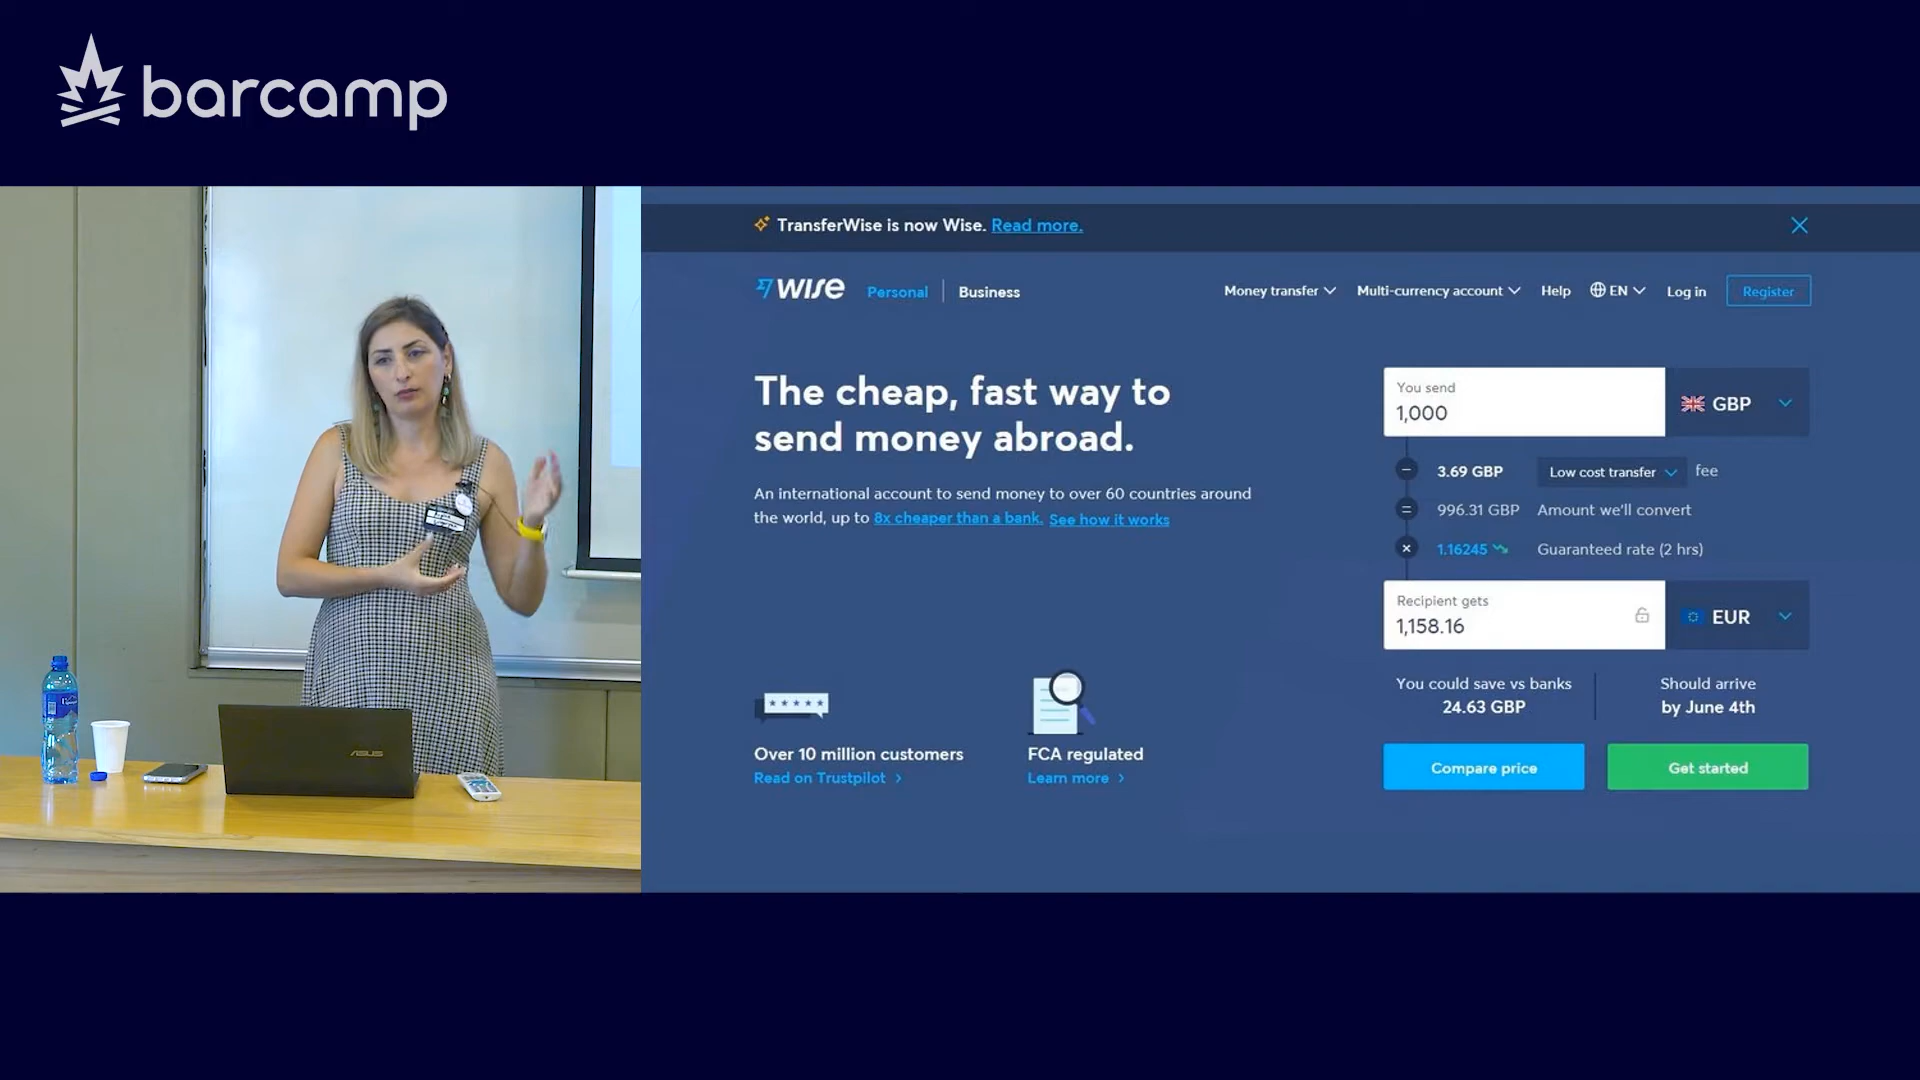 barcamp
TransferWise is now Wise. Read more.
wise
Personal
Business
Money transfer
Multi-currency account
Help
EN
Log in
Register
The cheap, fast way to
send money abroad.
An international account to send money to over 60 countries around
the world, up to 8x cheaper than a bank. See how it works
Over 10 million customers
Read on Trustpilot
FCA regulated
Learn more
You send
1,000
GBP
3.69 GBP Low cost transfer fee
996.31 GBP Amount we'll convert
1.16245 Guaranteed rate (2 hrs)
Recipient gets
1,158.16
EUR
You could save vs banks
24.63 GBP
Should arrive
by June 4th
Compare price
Get started
ASUS